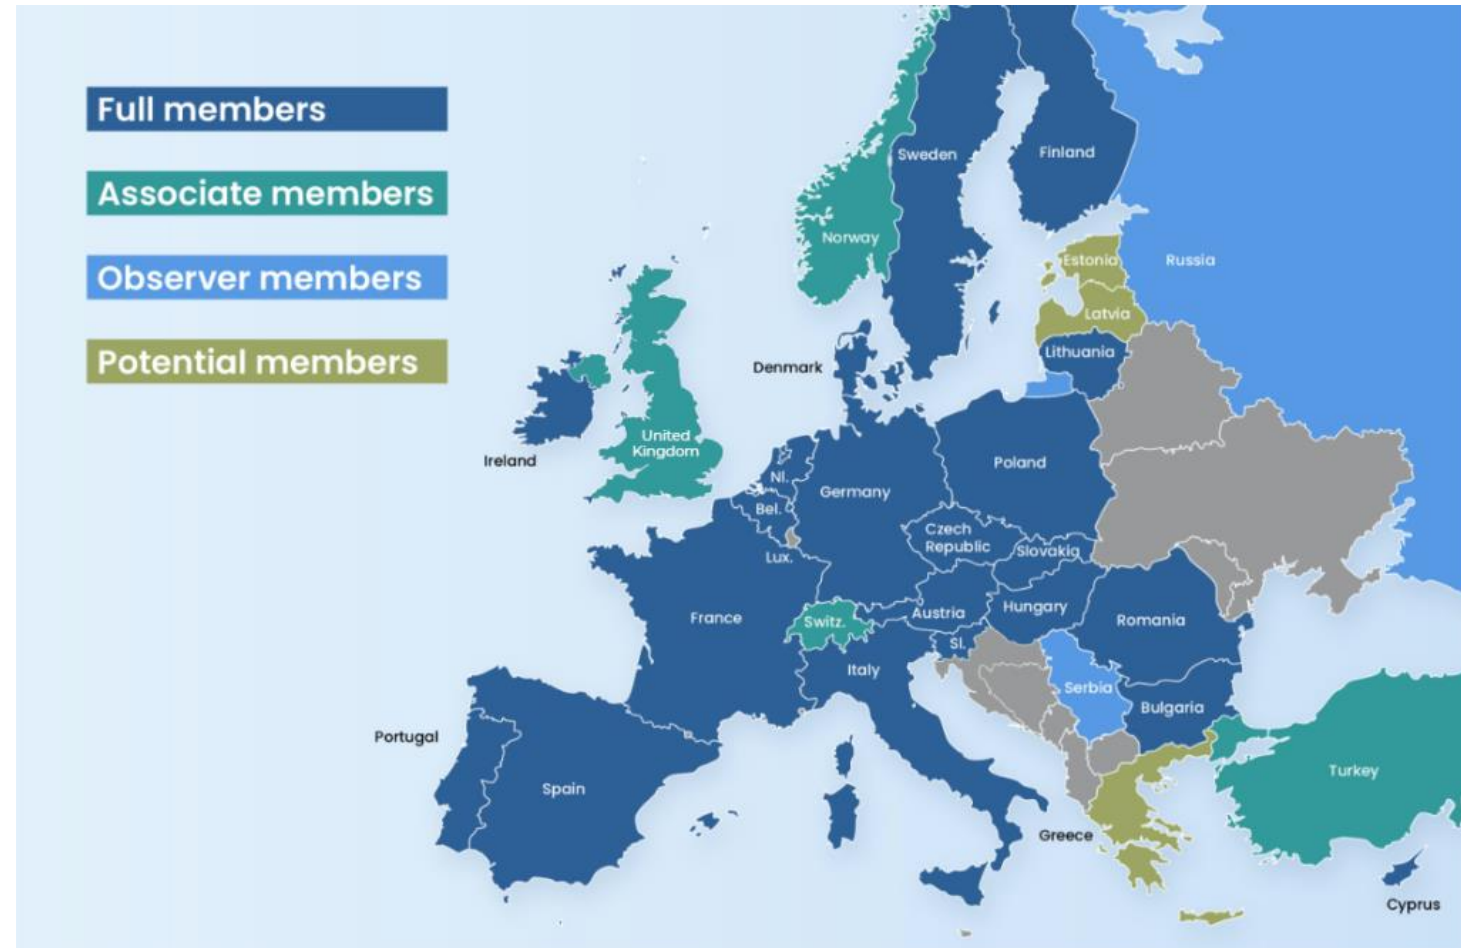 Full members
Associate members
Observer members
Potential members
Sweden
Finland
Norway
Estonia
Russia
Latvia
Lithuania
Denmark
United
Kingdom
Ireland
Nl.
Germany
Poland
Bel.
Czech
Republic
Slovakia
Lux.
France
Switz.
Austria
Hungary
Romania
Sl.
Italy
Serbia
Bulgaria
Portugal
Spain
Turkey
Greece
Cyprus